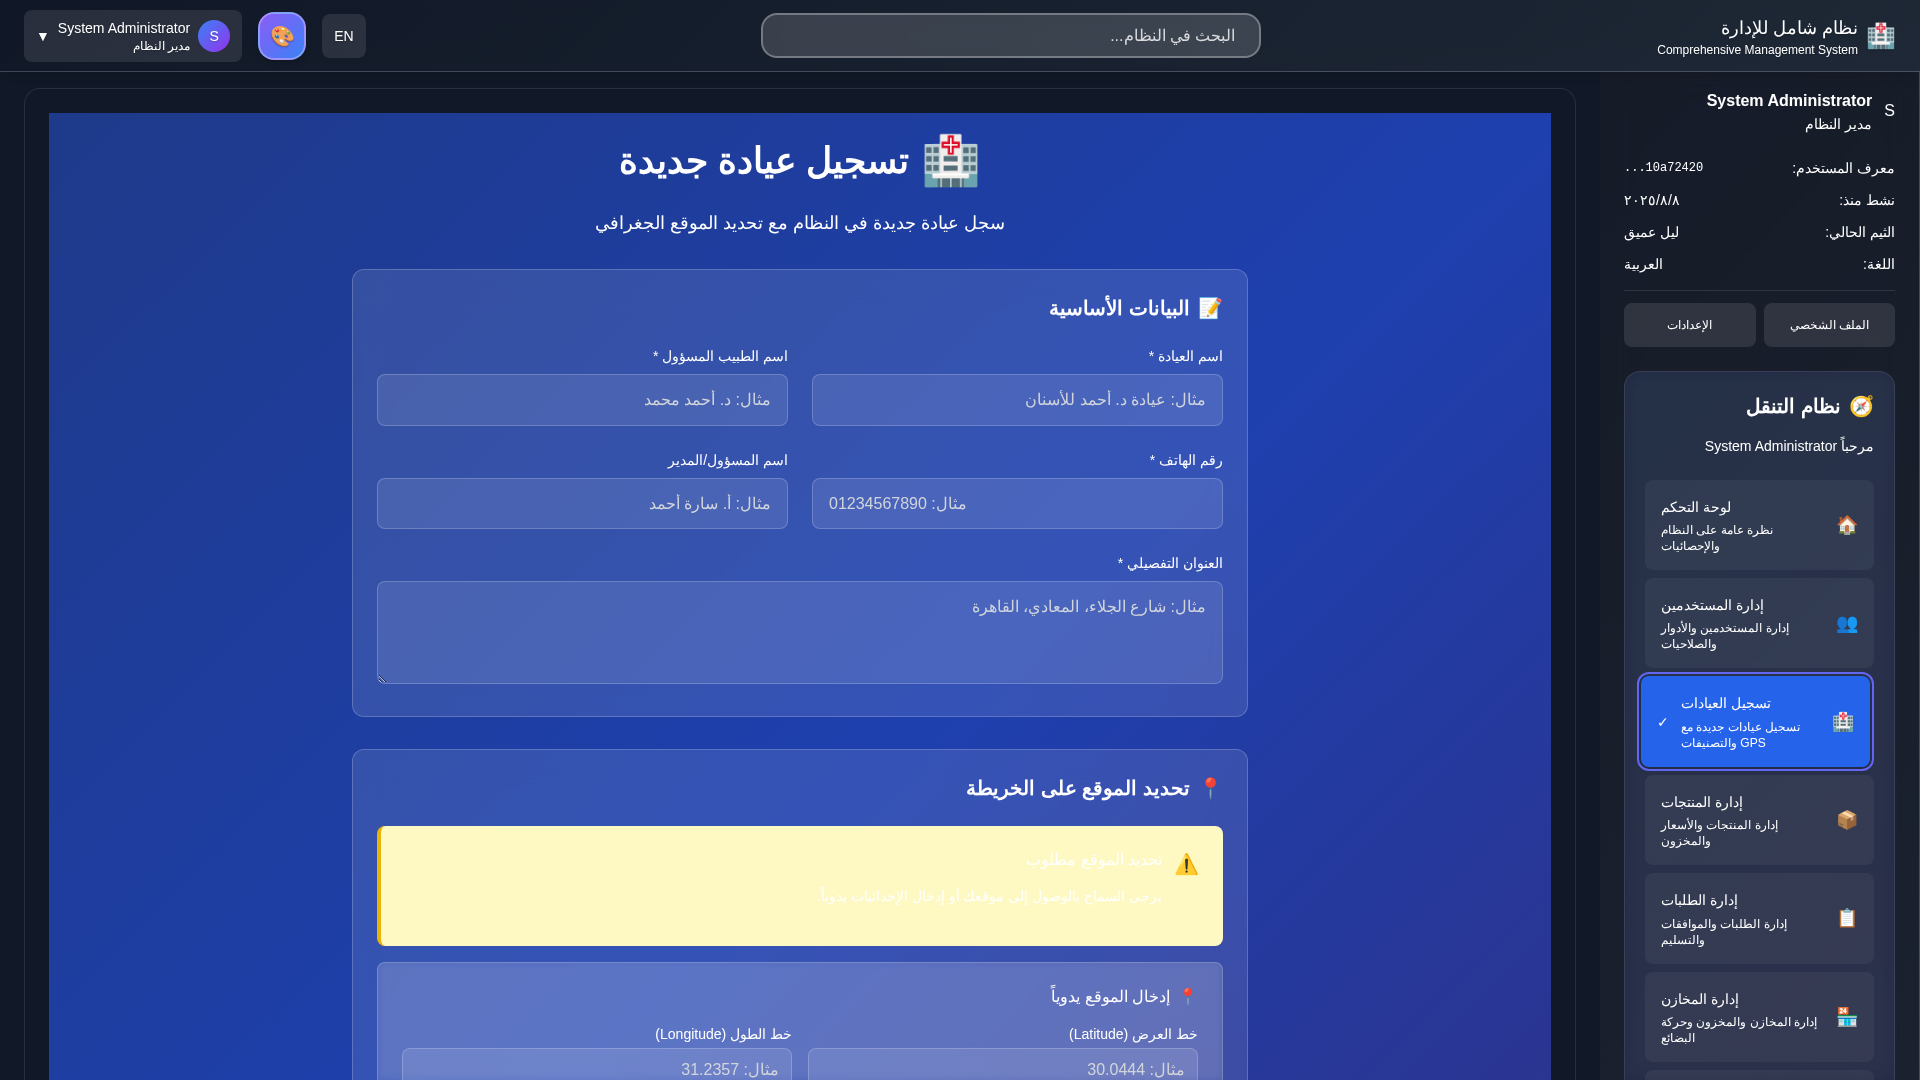 نظام شامل للإدارة
Comprehensive Management System
البحث في النظام...
EN
S
System Administrator
مدير النظام
▼
S
System Administrator
مدير النظام
معرف المستخدم: 10a72420...
نشط منذ: ٢٠٢٥/٨/٨
الثيم الحالي: ليل عميق
اللغة: العربية
الملف الشخصي
الإعدادات
نظام التنقل
مرحباً System Administrator
لوحة التحكم
نظرة عامة على النظام
والإحصائيات
إدارة المستخدمين
إدارة المستخدمين والأدوار
والصلاحيات
تسجيل العيادات
تسجيل عيادات جديدة مع
GPS والتصنيفات
✓
إدارة المنتجات
إدارة المنتجات والأسعار
والمخزون
إدارة الطلبات
إدارة الطلبات والموافقات
والتسليم
إدارة المخازن
إدارة المخازن والمخزون وحركة
البضائع
تسجيل عيادة جديدة
سجل عيادة جديدة في النظام مع تحديد الموقع الجغرافي
البيانات الأساسية
اسم العيادة *
مثال: عيادة د. أحمد للأسنان
اسم الطبيب المسؤول *
مثال: د. أحمد محمد
رقم الهاتف *
مثال: 01234567890
اسم المسؤول/المدير
مثال: أ. سارة أحمد
العنوان التفصيلي *
مثال: شارع الجلاء، المعادي، القاهرة
تحديد الموقع على الخريطة
تحديد الموقع مطلوب
يرجى السماح بالوصول إلى موقعك أو إدخال الإحداثيات يدوياً.
إدخال الموقع يدوياً
خط العرض (Latitude)
مثال: 30.0444
خط الطول (Longitude)
مثال: 31.2357